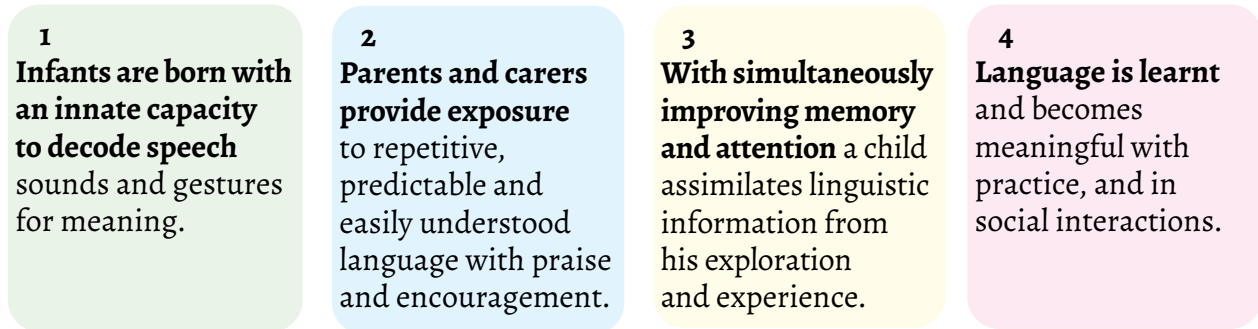 1
Infants are born with
an innate capacity
to decode speech
sounds and gestures
for meaning.
2
Parents and carers
provide exposure
to repetitive,
predictable and
easily understood
language with praise
and encouragement.
3
With simultaneously
improving memory
and attention a child
assimilates linguistic
information from
his exploration
and experience.
4
Language is learnt
and becomes
meaningful with
practice, and in
social interactions.